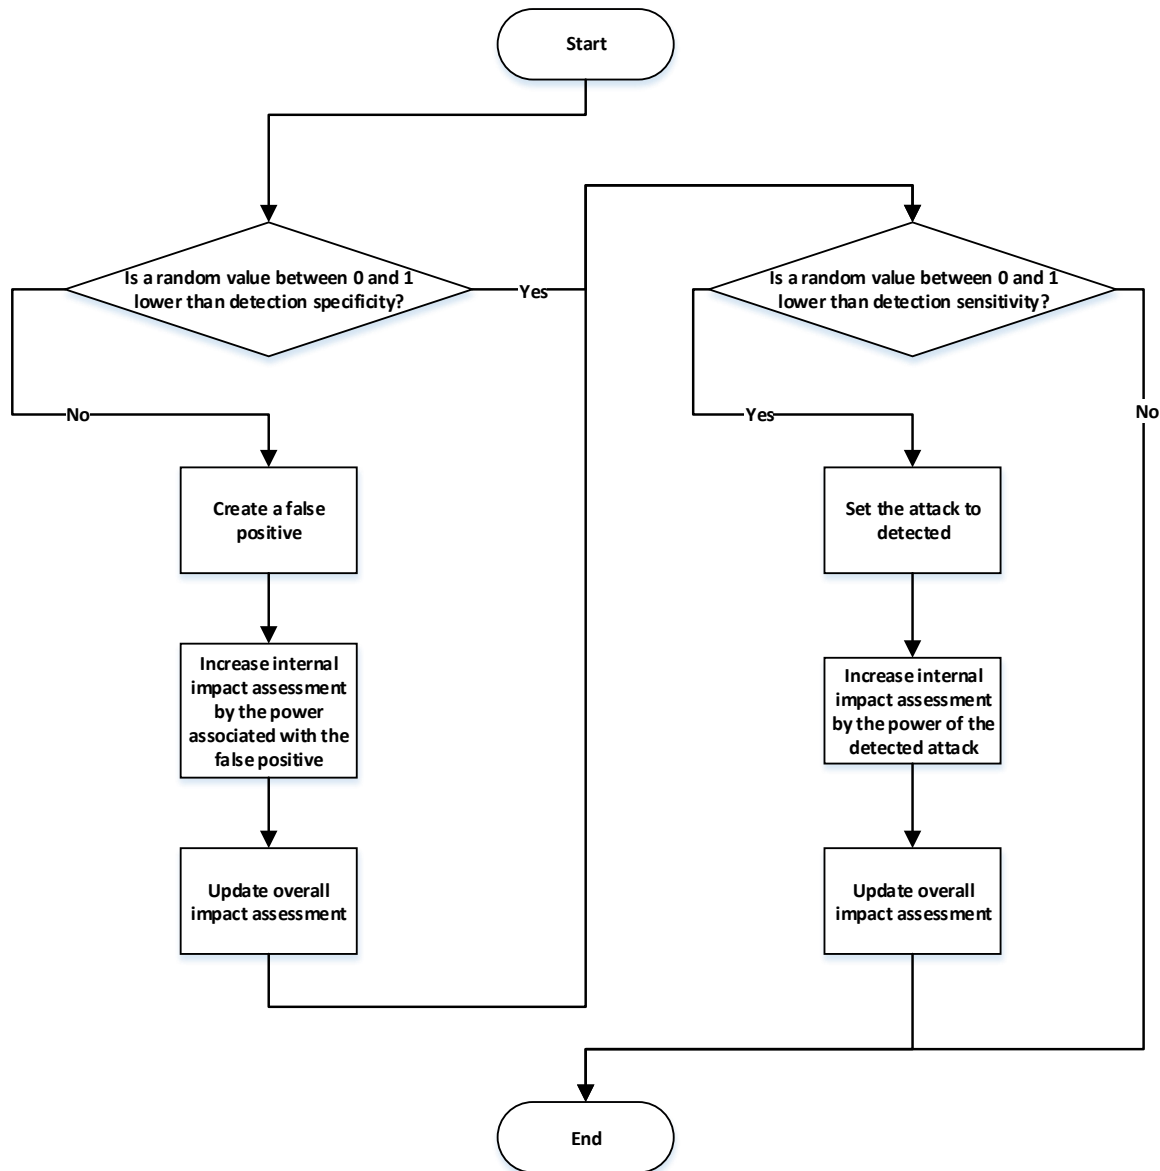 Start
Is a random value between 0 and 1
lower than detection specificity?
Yes
No
Create a false
positive
Increase internal
impact assessment
by the power
associated with the
false positive
Update overall
impact assessment
Is a random value between 0 and 1
lower than detection sensitivity?
Yes
No
Set the attack to
detected
Increase internal
impact assessment
by the power of the
detected attack
Update overall
impact assessment
End